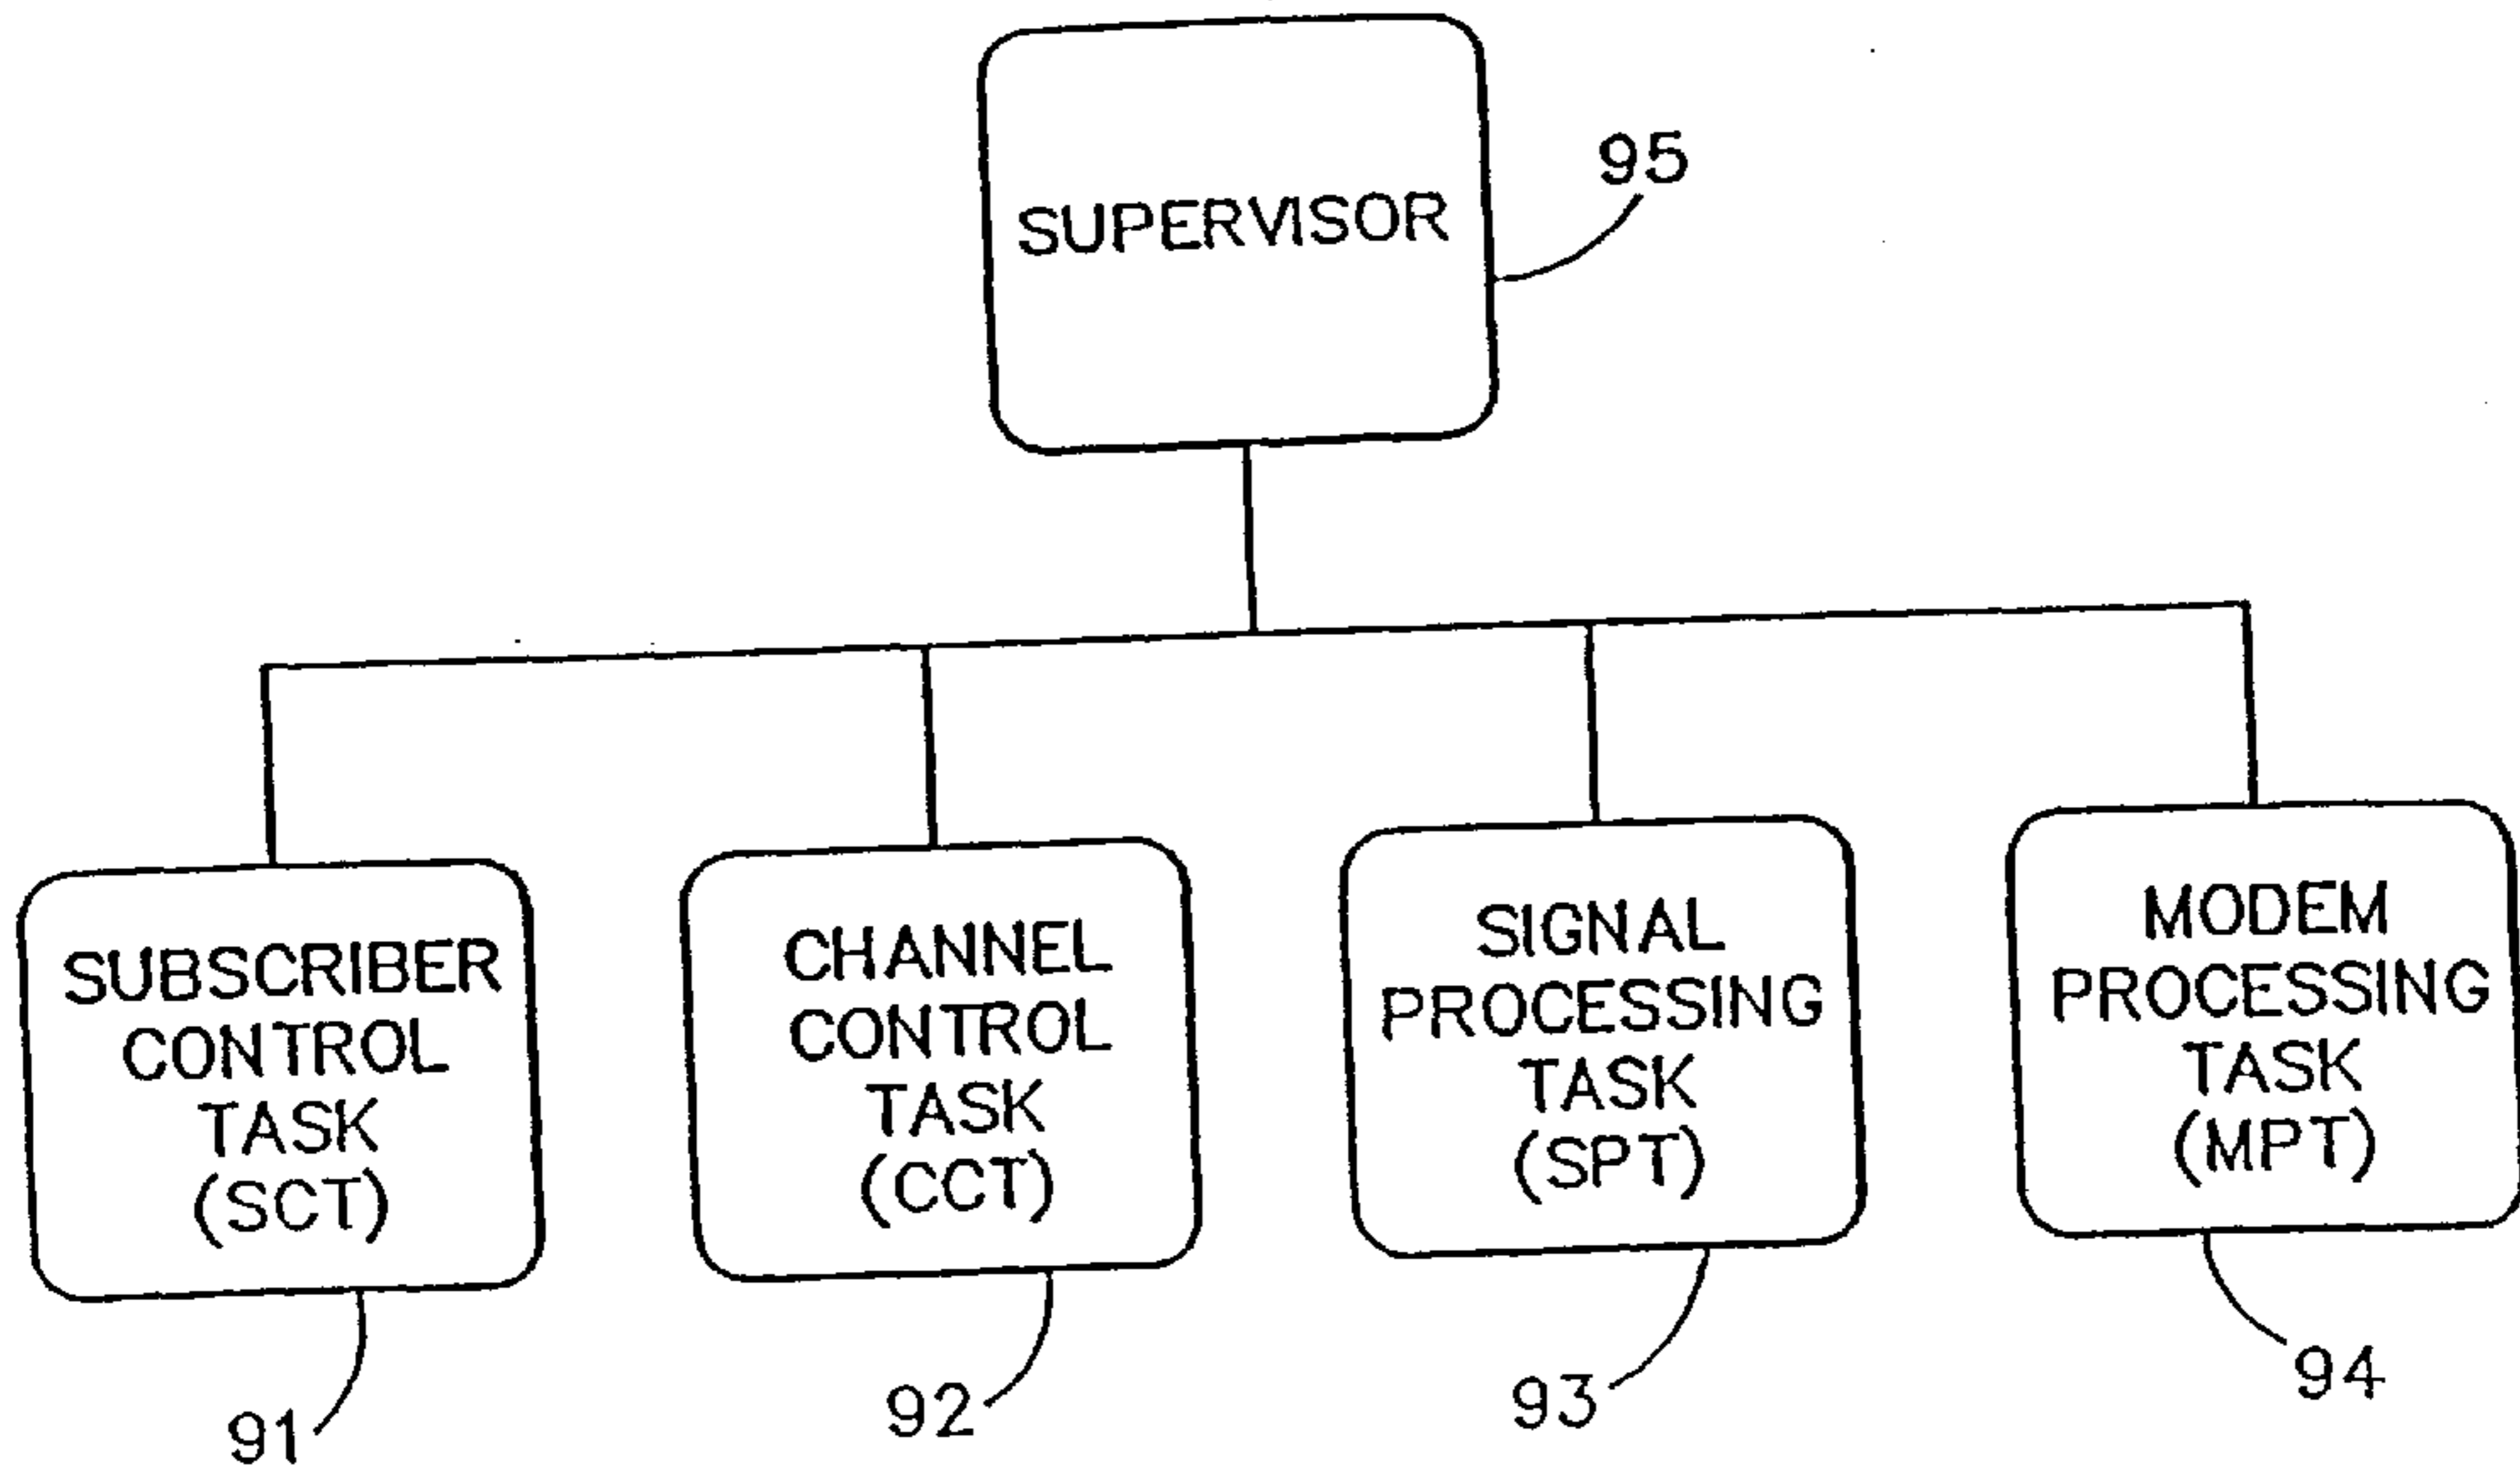 SUPERVISOR
95
SUBSCRIBER
CONTROL
TASK
(SCT)
CHANNEL
CONTROL
TASK
(CCT)
SIGNAL
PROCESSING
TASK
(SPT)
MODEM
PROCESSING
TASK
(MPT)
91
92
93
94